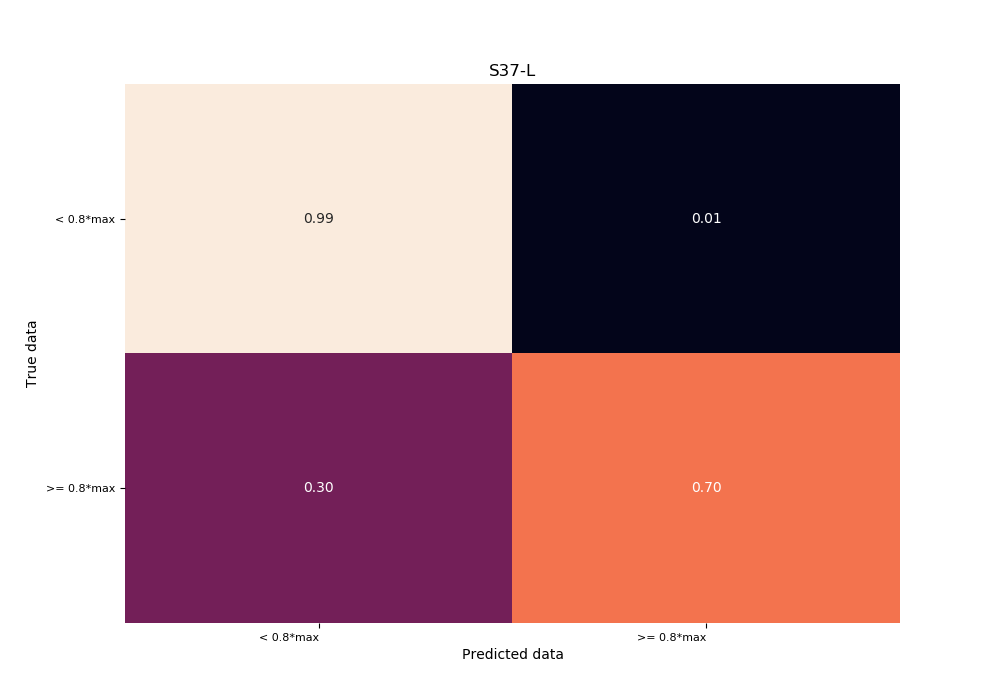 S37-L
< 0.8*max
0.99
0.01
True data
>= 0.8*max
0.30
0.70
< 0.8*max
>= 0.8*max
Predicted data